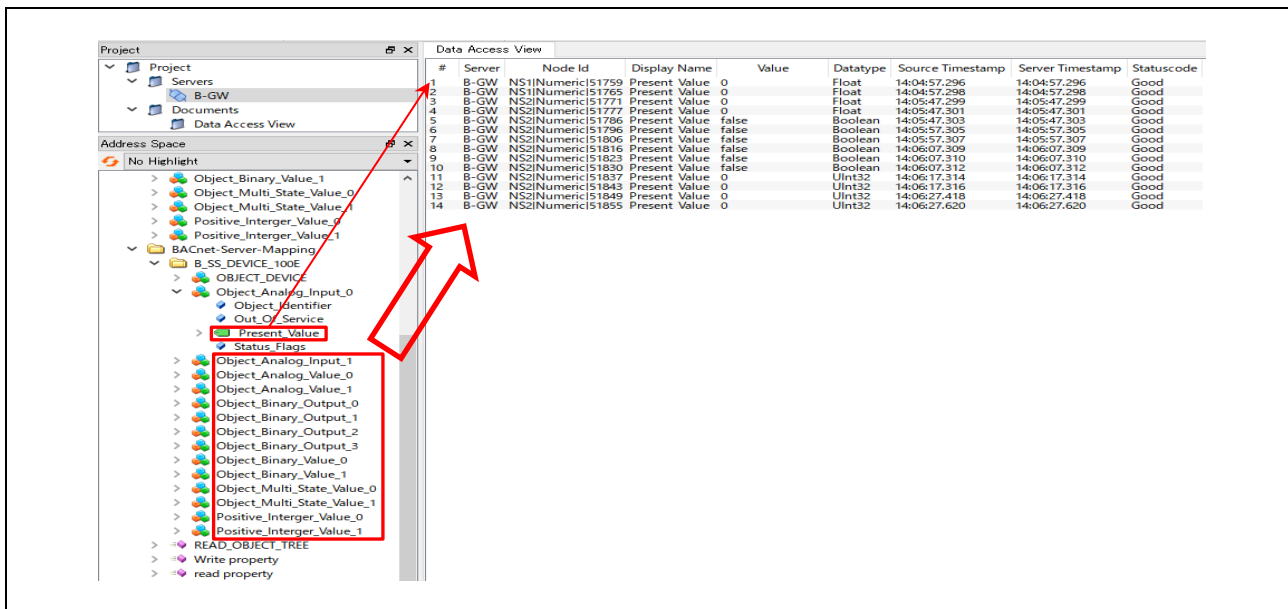 Project
Project
Servers
B-GW
Documents
Data Access View
Address Space
No Highlight
Object_Binary_Value_1
Object_Multi_State_Value_0
Object_Multi_State_Value_1
Positive_Interger_Value_0
Positive_Interger_Value_1
BACnet-Server-Mapping
B_SS_DEVICE_100E
OBJECT_DEVICE
Object_Analog_Input_0
Object_Identifier
Out_Of_Service
Present_Value
Status_Flags
Object_Analog_Input_1
Object_Analog_Value_0
Object_Analog_Value_1
Object_Binary_Output_0
Object_Binary_Output_1
Object_Binary_Output_2
Object_Binary_Output_3
Object_Binary_Value_0
Object_Binary_Value_1
Object_Multi_State_Value_0
Object_Multi_State_Value_1
Positive_Interger_Value_0
Positive_Interger_Value_1
READ_OBJECT_TREE
Write property
read property
Data Access View
# Server Node Id Display Name Value Datatype Source Timestamp Server Timestamp Statuscode
1 B-GW NS1|Numeric|51759 Present Value 0 Float 14:04:57.296 14:04:57.296 Good
2 B-GW NS1|Numeric|51765 Present Value 0 Float 14:04:57.298 14:04:57.298 Good
3 B-GW NS2|Numeric|51771 Present Value 0 Float 14:05:47.299 14:05:47.299 Good
4 B-GW NS2|Numeric|51777 Present Value 0 Float 14:05:47.301 14:05:47.301 Good
5 B-GW NS2|Numeric|51786 Present Value false Boolean 14:05:47.303 14:05:47.303 Good
6 B-GW NS2|Numeric|51796 Present Value false Boolean 14:05:57.305 14:05:57.305 Good
7 B-GW NS2|Numeric|51806 Present Value false Boolean 14:05:57.307 14:05:57.307 Good
8 B-GW NS2|Numeric|51816 Present Value false Boolean 14:06:07.309 14:06:07.309 Good
9 B-GW NS2|Numeric|51823 Present Value false Boolean 14:06:07.310 14:06:07.310 Good
10 B-GW NS2|Numeric|51830 Present Value false Boolean 14:06:07.312 14:06:07.312 Good
11 B-GW NS2|Numeric|51837 Present Value 0 UInt32 14:06:17.314 14:06:17.314 Good
12 B-GW NS2|Numeric|51843 Present Value 0 UInt32 14:06:17.316 14:06:17.316 Good
13 B-GW NS2|Numeric|51849 Present Value 0 UInt32 14:06:27.418 14:06:27.418 Good
14 B-GW NS2|Numeric|51855 Present Value 0 UInt32 14:06:27.620 14:06:27.620 Good